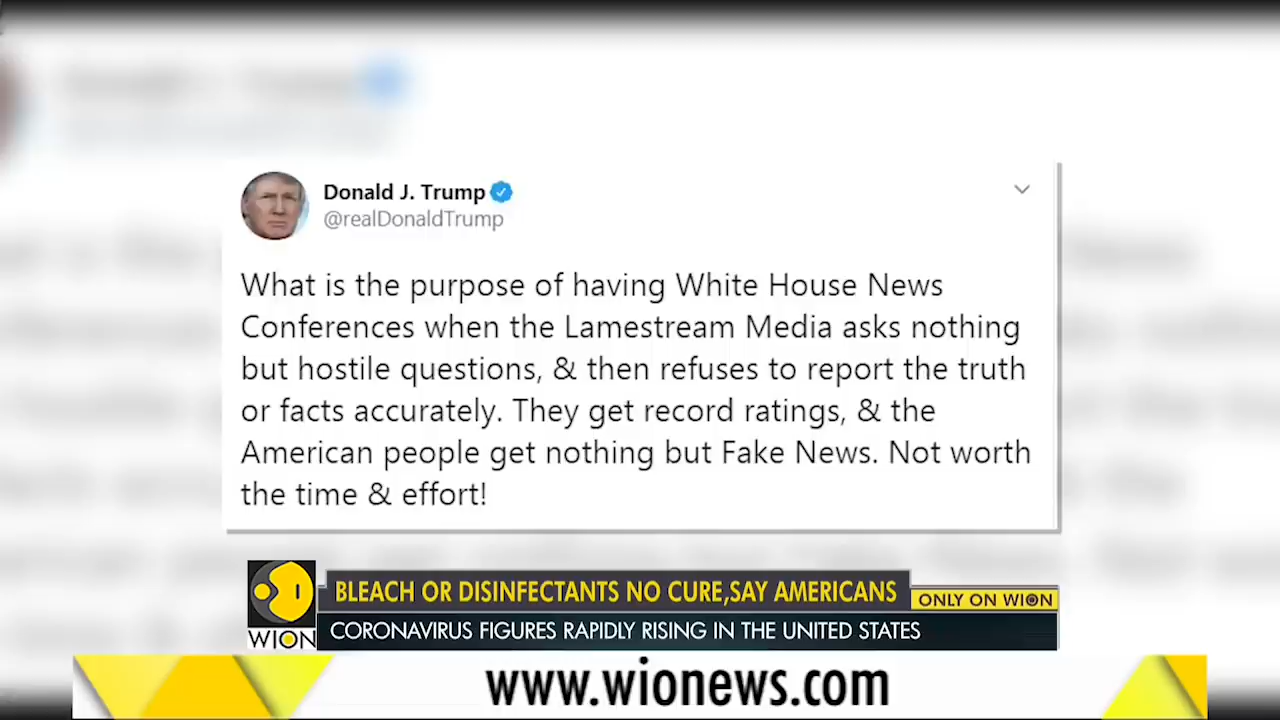 Donald J. Trump
@realDonaldTrump
What is the purpose of having White House News
Conferences when the Lamestream Media asks nothing
but hostile questions, & then refuses to report the truth
or facts accurately. They get record ratings, & the
American people get nothing but Fake News. Not worth
the time & effort!
BLEACH OR DISINFECTANTS NO CURE,SAY AMERICANS
ONLY ON WION
WION
CORONAVIRUS FIGURES RAPIDLY RISING IN THE UNITED STATES
www.wionews.com